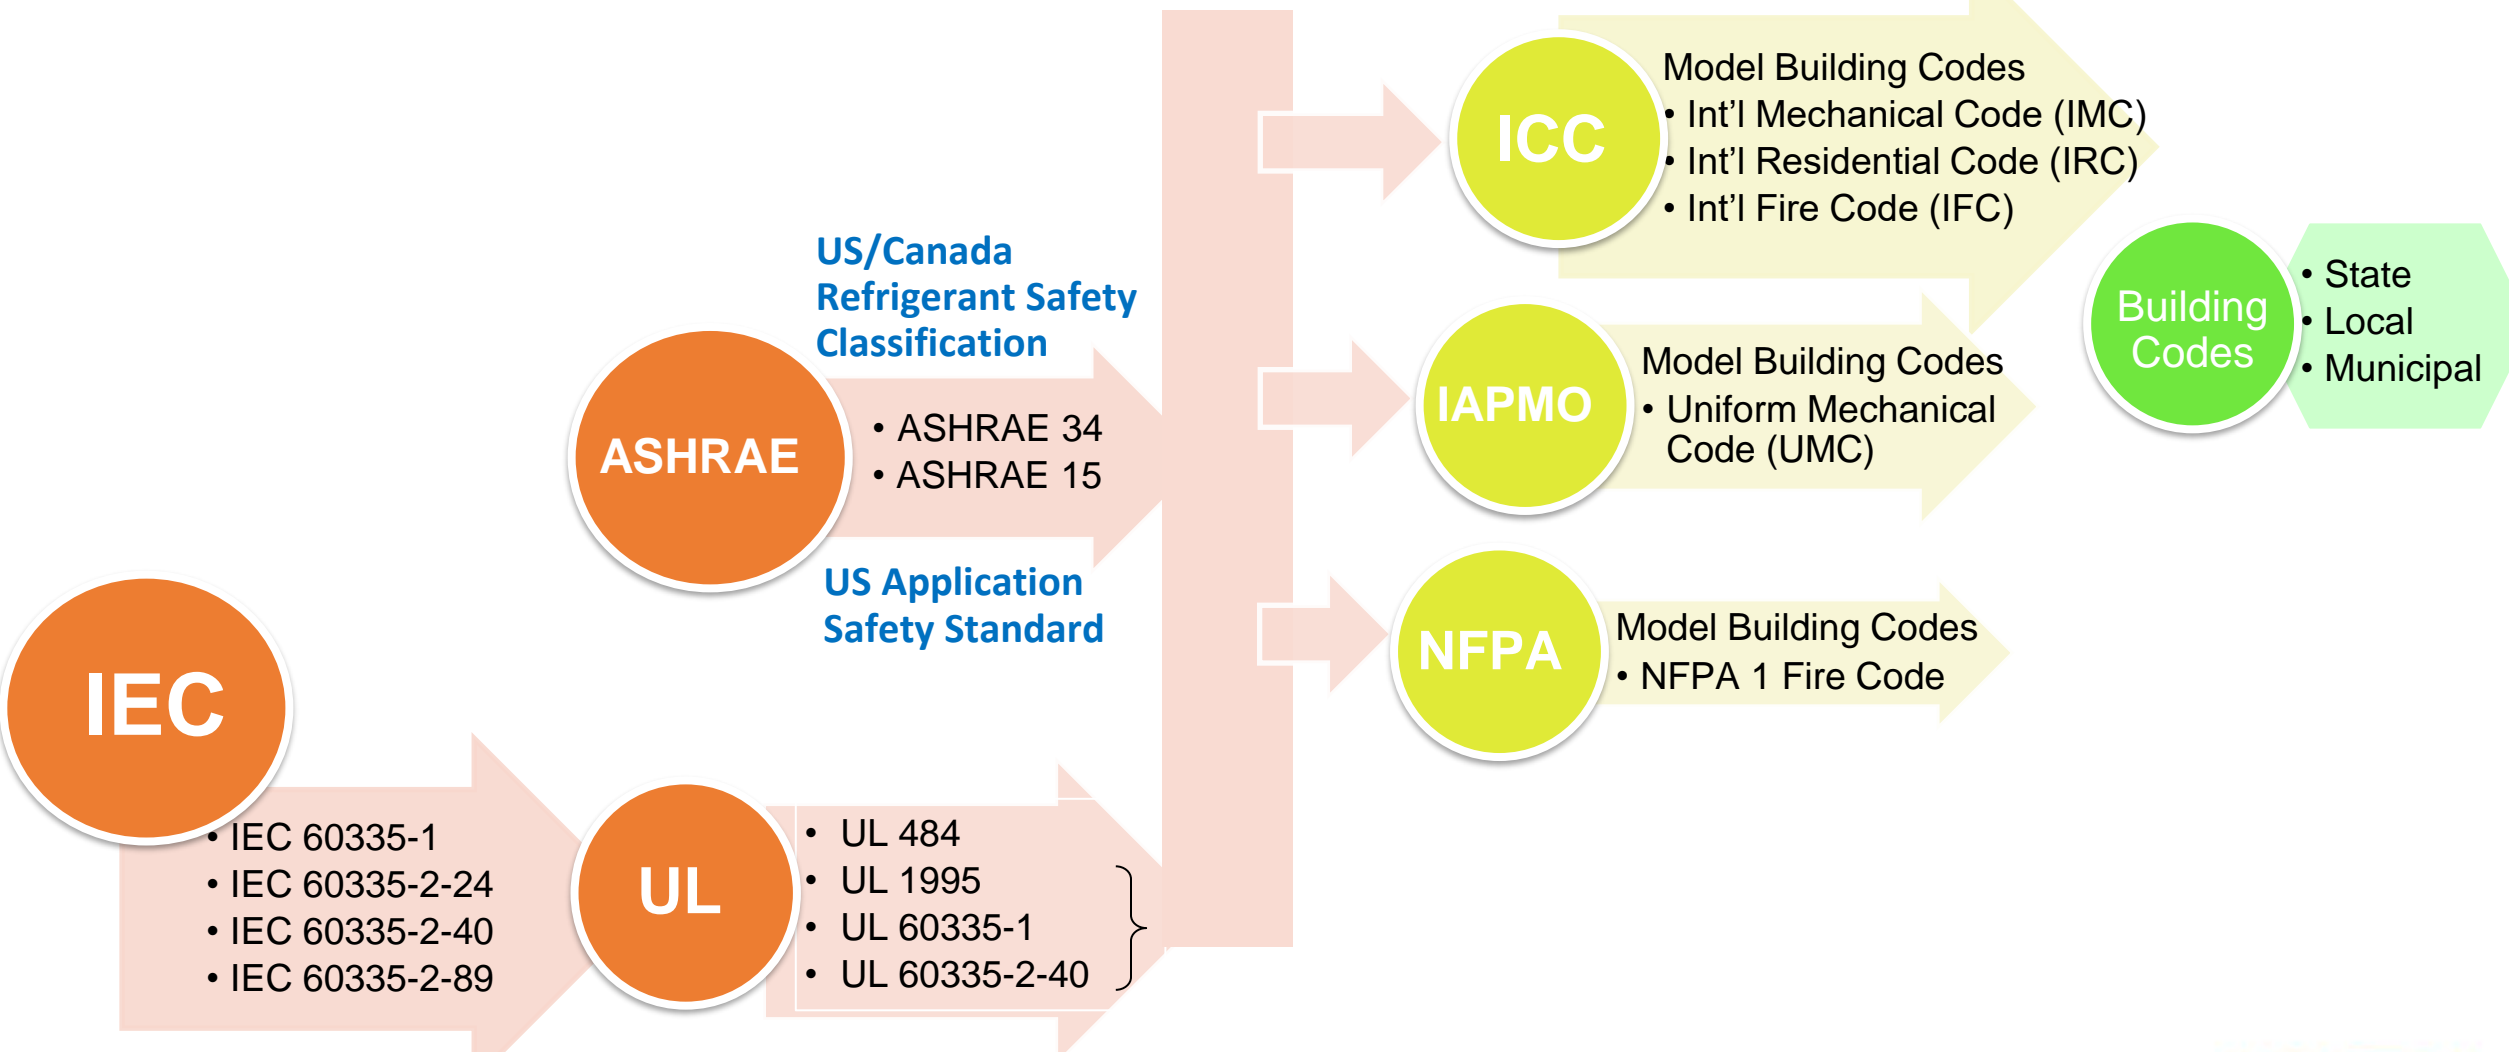 IEC
• IEC 60335-1
• IEC 60335-2-24
• IEC 60335-2-40
• IEC 60335-2-89
US/Canada
Refrigerant Safety
Classification
ASHRAE
• ASHRAE 34
• ASHRAE 15
US Application
Safety Standard
UL
• UL 484
• UL 1995
• UL 60335-1
• UL 60335-2-40
ICC
Model Building Codes
• Int'l Mechanical Code (IMC)
• Int'l Residential Code (IRC)
• Int'l Fire Code (IFC)
IAPMO
Model Building Codes
• Uniform Mechanical
Code (UMC)
NFPA
Model Building Codes
• NFPA 1 Fire Code
Building
Codes
• State
• Local
• Municipal